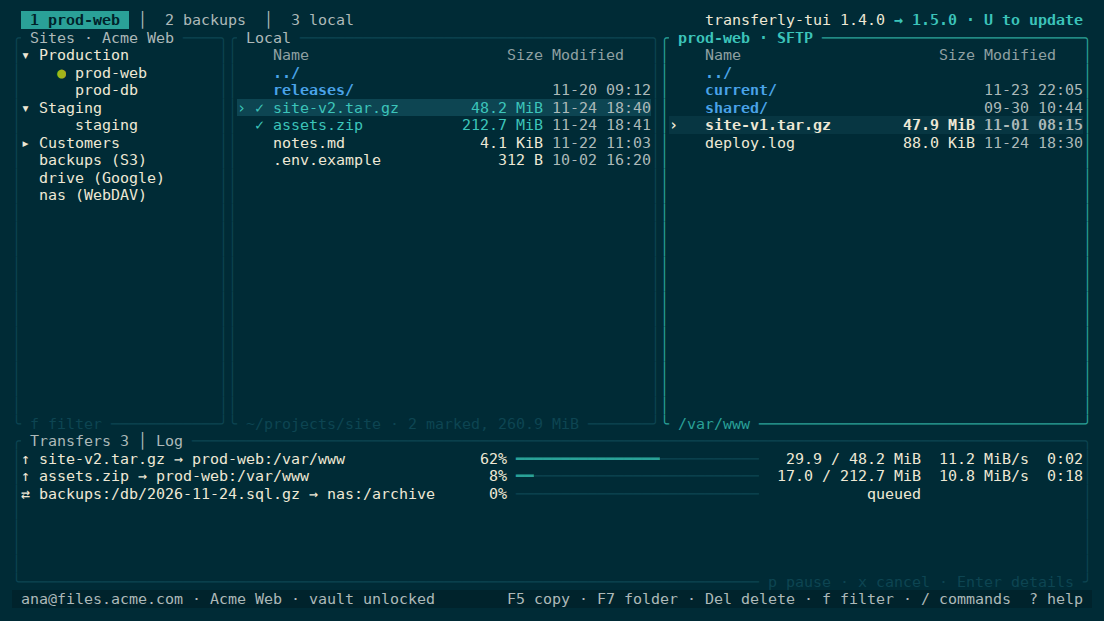 1 prod-web │ 2 backups │ 3 local transferly-tui 1.4.0 → 1.5.0 · U to update
Sites · Acme Web
▾ Production
● prod-web
prod-db
▾ Staging
staging
▸ Customers
backups (S3)
drive (Google)
nas (WebDAV)
f filter
Local
Name Size Modified
../
releases/ 11-20 09:12
› ✓ site-v2.tar.gz 48.2 MiB 11-24 18:40
✓ assets.zip 212.7 MiB 11-24 18:41
notes.md 4.1 KiB 11-22 11:03
.env.example 312 B 10-02 16:20
~/projects/site · 2 marked, 260.9 MiB
prod-web · SFTP
Name Size Modified
../
current/ 11-23 22:05
shared/ 09-30 10:44
› site-v1.tar.gz 47.9 MiB 11-01 08:15
deploy.log 88.0 KiB 11-24 18:30
/var/www
Transfers 3 │ Log
↑ site-v2.tar.gz → prod-web:/var/www 62% 29.9 / 48.2 MiB 11.2 MiB/s 0:02
↑ assets.zip → prod-web:/var/www 8% 17.0 / 212.7 MiB 10.8 MiB/s 0:18
⇄ backups:/db/2026-11-24.sql.gz → nas:/archive 0% queued
p pause · x cancel · Enter details
ana@files.acme.com · Acme Web · vault unlocked F5 copy · F7 folder · Del delete · f filter · / commands ? help